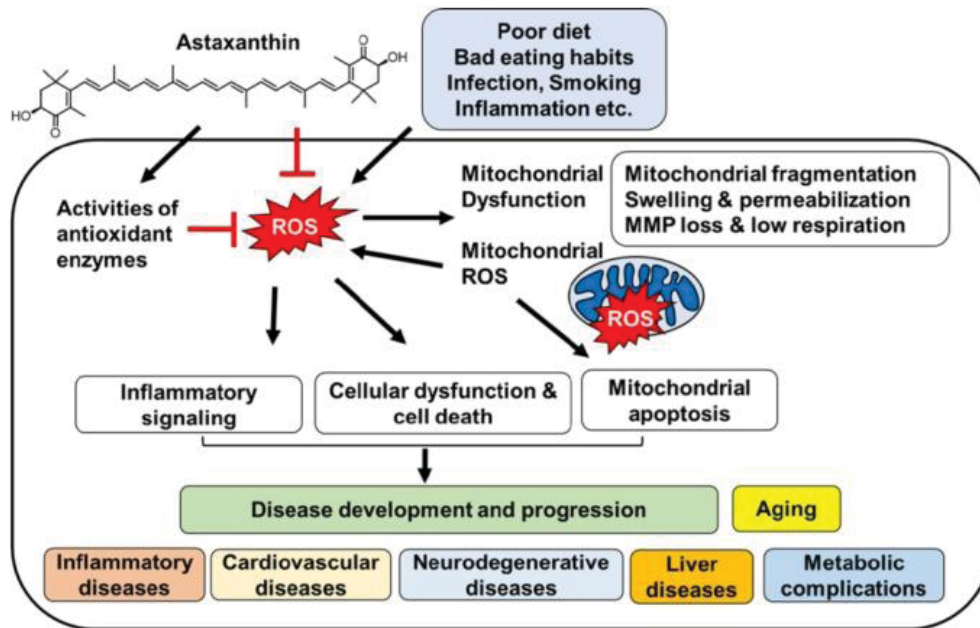 Astaxanthin
OH
O
HO
O
Poor diet
Bad eating habits
Infection, Smoking
Inflammation etc.
Activities of
antioxidant
enzymes
ROS
Mitochondrial
Dysfunction
Mitochondrial fragmentation
Swelling & permeabilization
MMP loss & low respiration
Mitochondrial
ROS
ROS
Inflammatory
signaling
Cellular dysfunction &
cell death
Mitochondrial
apoptosis
Disease development and progression
Aging
Inflammatory
diseases
Cardiovascular
diseases
Neurodegenerative
diseases
Liver
diseases
Metabolic
complications